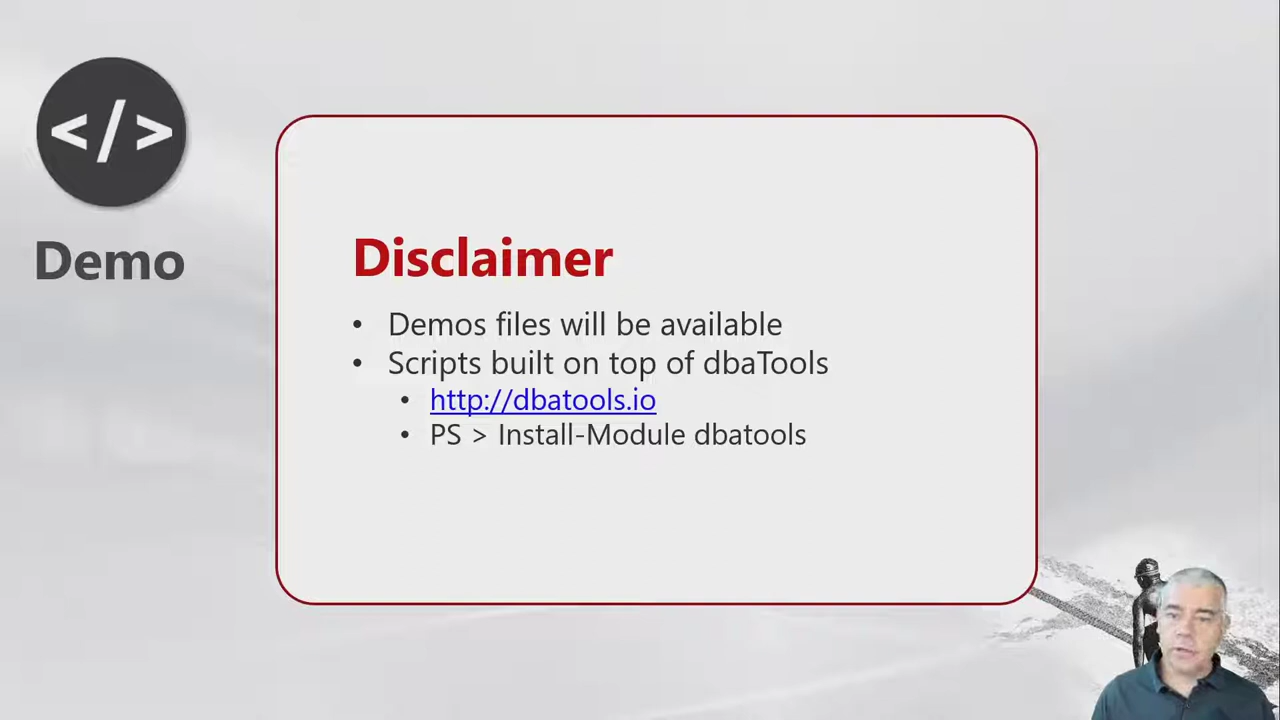 </>
Demo
Disclaimer
• Demos files will be available
• Scripts built on top of dbaTools
• http://dbatools.io
• PS > Install-Module dbatools